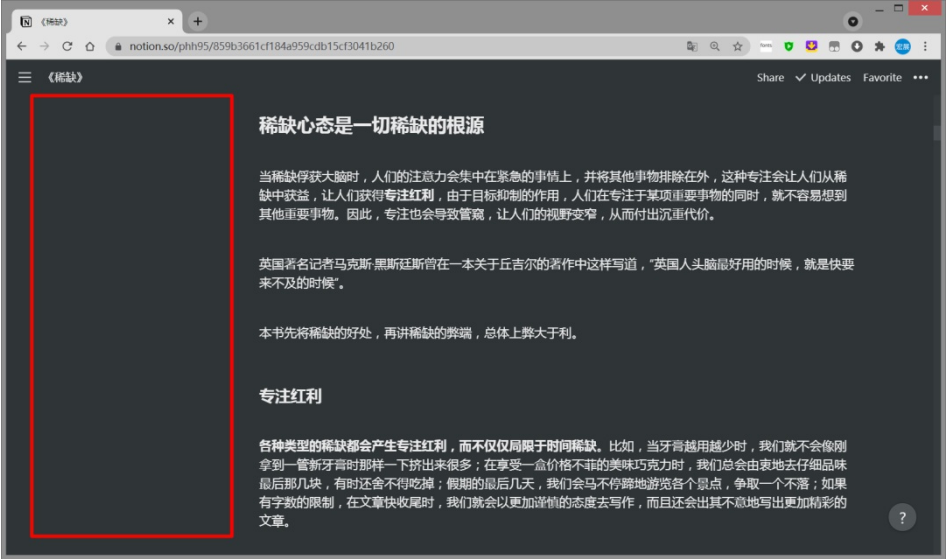 《稀缺》
notion.so/phh95/859b3661cf184a959cdb15cf3041b260
《稀缺》
Share ✓ Updates Favorite •••
稀缺心态是一切稀缺的根源
当稀缺俘获大脑时，人们的注意力会集中在紧急的事情上，并将其他事物排除在外，这种专注会让人们从稀
缺中获益，让人们获得专注红利，由于目标抑制的作用，人们在专注于某项重要事物的同时，就不容易想到
其他重要事物。因此，专注也会导致管窥，让人们的视野变窄，从而付出沉重代价。
英国著名记者马克斯·黑斯廷斯曾在一本关于丘吉尔的著作中这样写道，“英国人头脑最好用的时候，就是快要
来不及的时候”。
本书先将稀缺的好处，再讲稀缺的弊端，总体上弊大于利。
专注红利
各种类型的稀缺都会产生专注红利，而不仅仅局限于时间稀缺。比如，当牙膏越用越少时，我们就不会像刚
拿到一管新牙膏时那样一下挤出来很多；在享受一盒价格不菲的美味巧克力时，我们总会由衷地去仔细品味
最后那几块，有时还舍不得吃掉；假期的最后几天，我们会马不停蹄地游览各个景点，争取一个不落；如果
有字数的限制，在文章快收尾时，我们就会以更加谨慎的态度去写作，而且还会出其不意地写出更加精彩的
文章。
?